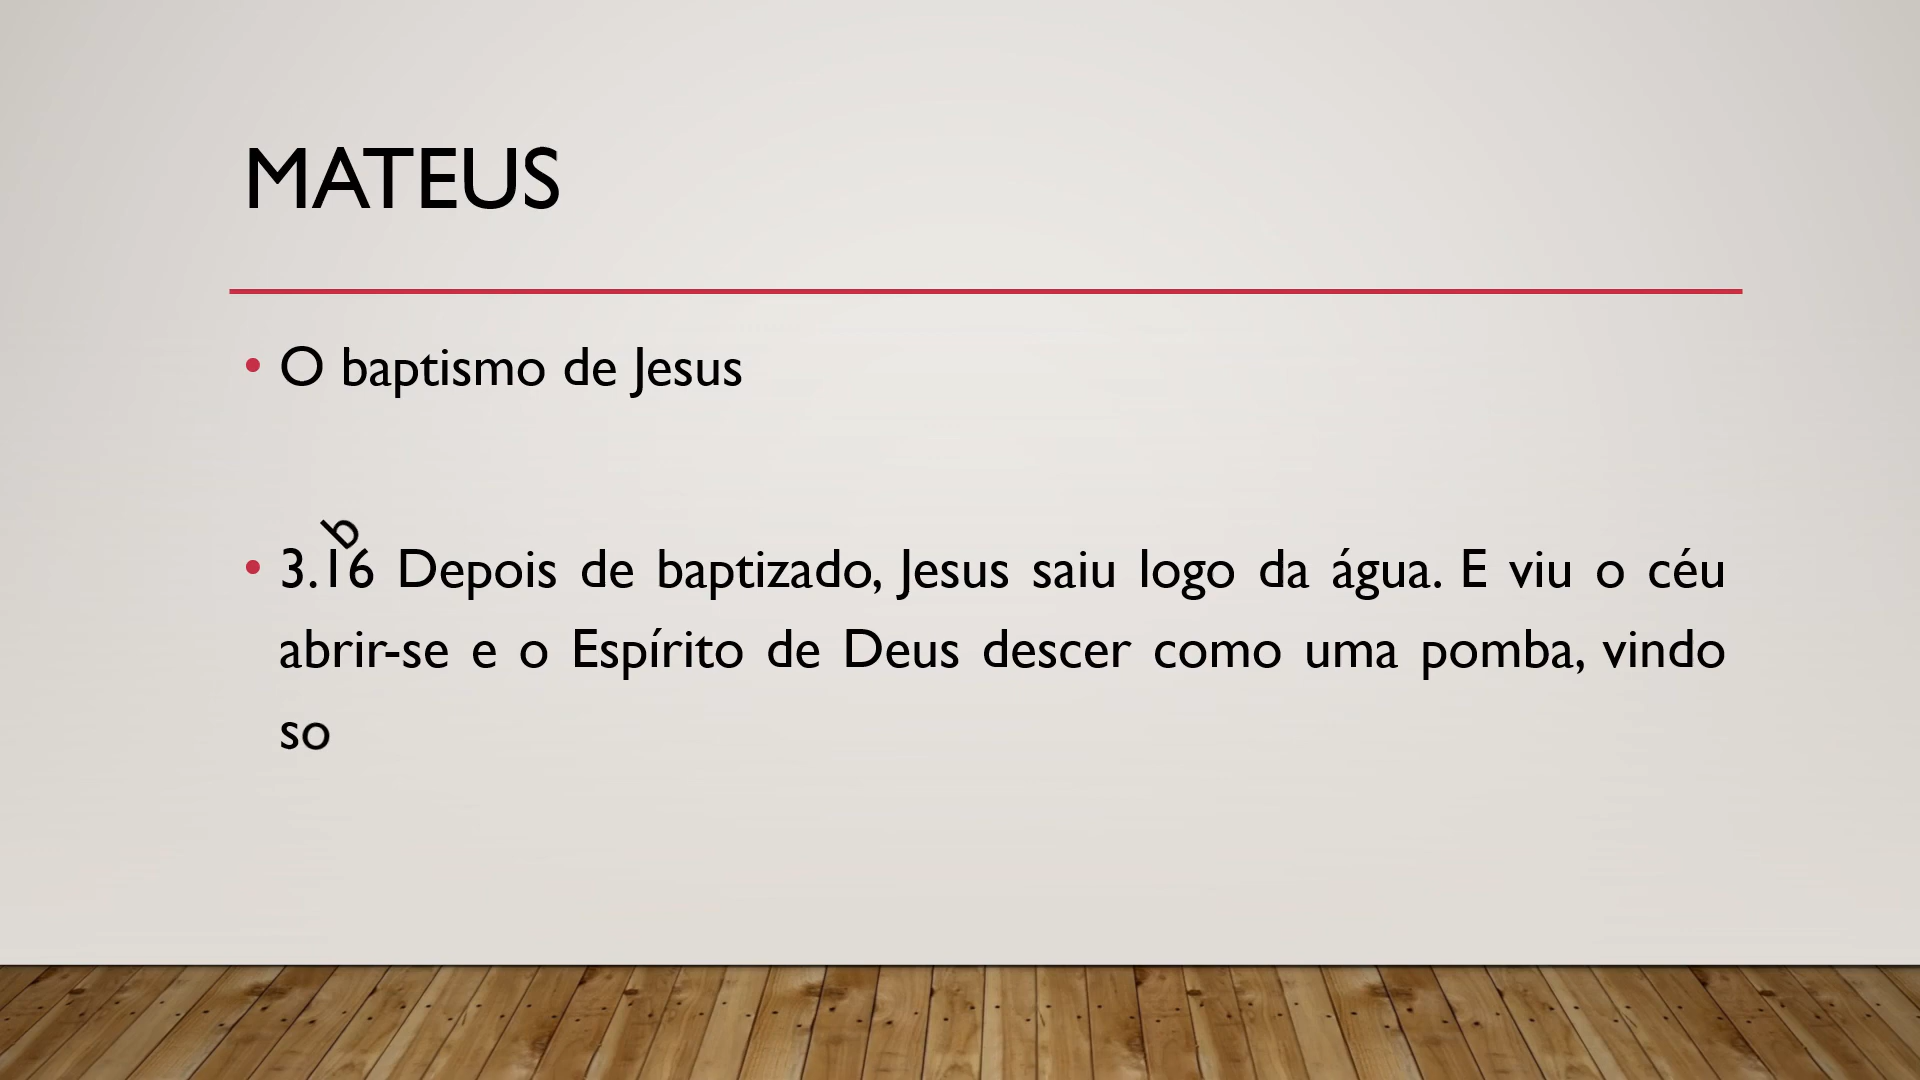 MATEUS
• O baptismo de Jesus
b
• 3.16 Depois de baptizado, Jesus saiu logo da água. E viu o céu
abrir-se e o Espírito de Deus descer como uma pomba, vindo
so